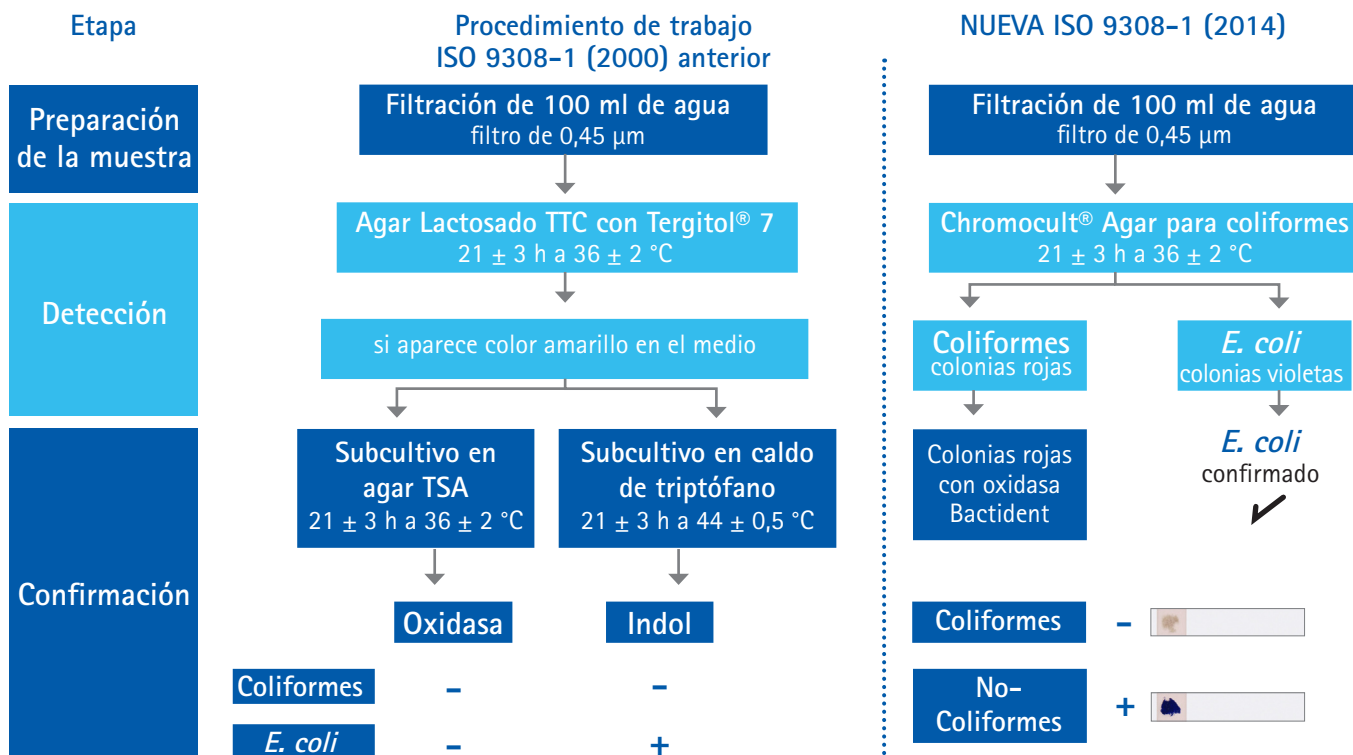 Etapa
Procedimiento de trabajo
ISO 9308-1 (2000) anterior
NUEVA ISO 9308-1 (2014)
Preparación
de la muestra
Filtración de 100 ml de agua
filtro de 0,45 µm
Filtración de 100 ml de agua
filtro de 0,45 µm
Detección
Agar Lactosado TTC con Tergitol® 7
21 ± 3 h a 36 ± 2 °C
si aparece color amarillo en el medio
Chromocult® Agar para coliformes
21 ± 3 h a 36 ± 2 °C
Coliformes
colonias rojas
E. coli
colonias violetas
Confirmación
Subcultivo en
agar TSA
21 ± 3 h a 36 ± 2 °C
Subcultivo en caldo
de triptófano
21 ± 3 h a 44 ± 0,5 °C
Oxidasa
Indol
Coliformes - -
E. coli - +
Colonias rojas
con oxidasa
Bactident
E. coli
confirmado
Coliformes -
No-
Coliformes +